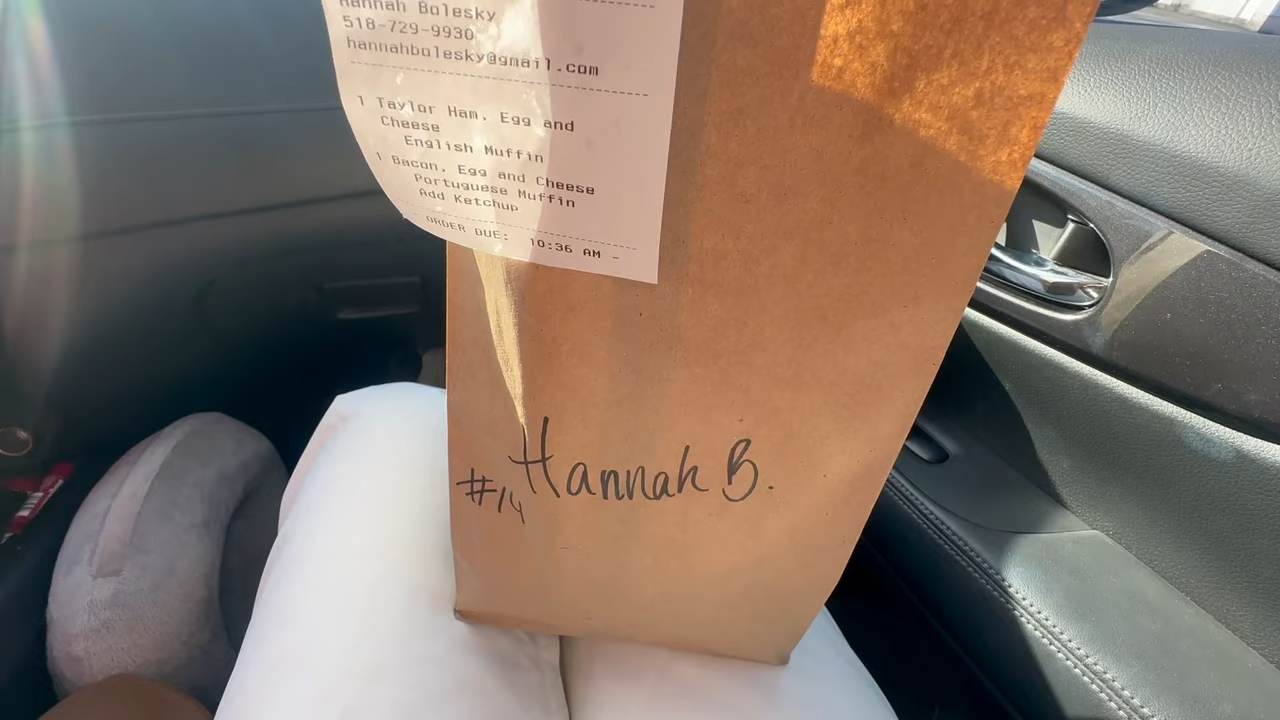 Hannah Bolesky
518-729-9930
hannahbolesky@gmail.com
1 Taylor Ham, Egg and
Cheese
English Muffin
1 Bacon, Egg and Cheese
Portuguese Muffin
Add Ketchup
ORDER DUE: 10:36 AM -
#14 Hannah B.